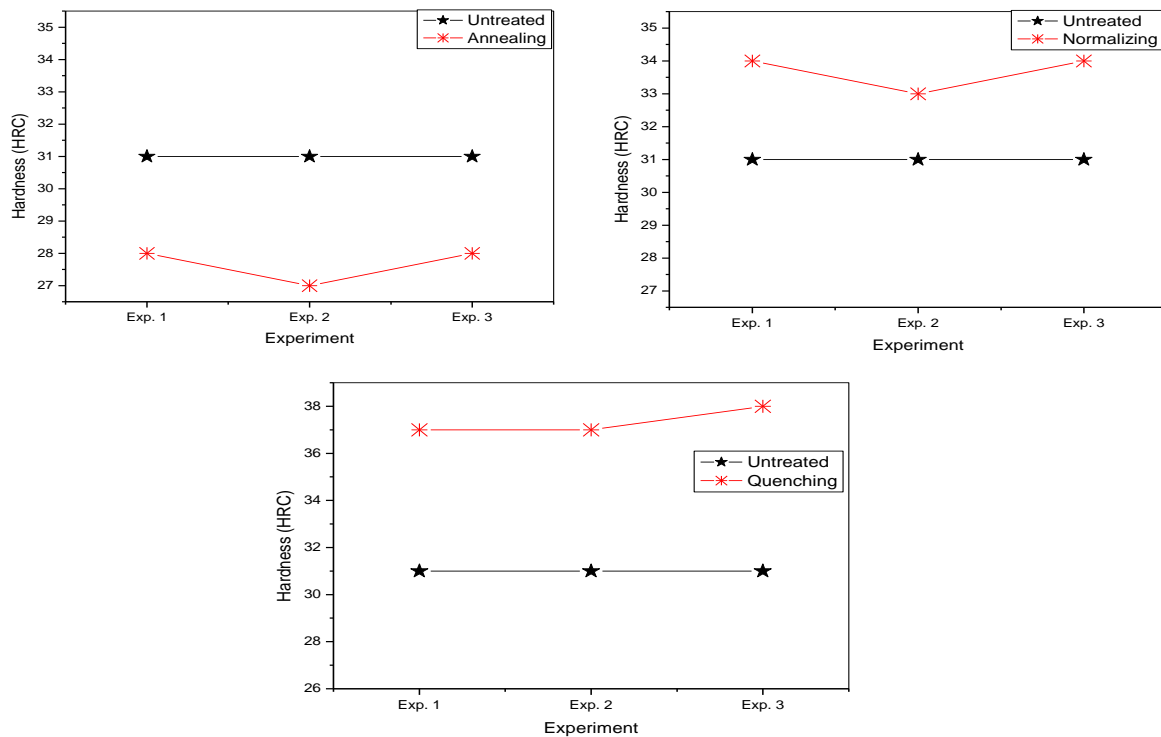 35
34
33
32
31
30
29
28
27
Hardness (HRC)
Untreated
Annealing
Exp. 1
Exp. 2
Exp. 3
Experiment
35
34
33
32
31
30
29
28
27
Hardness (HRC)
Untreated
Normalizing
Exp. 1
Exp. 2
Exp. 3
Experiment
38
36
34
32
30
28
26
Hardness (HRC)
Untreated
Quenching
Exp. 1
Exp. 2
Exp. 3
Experiment